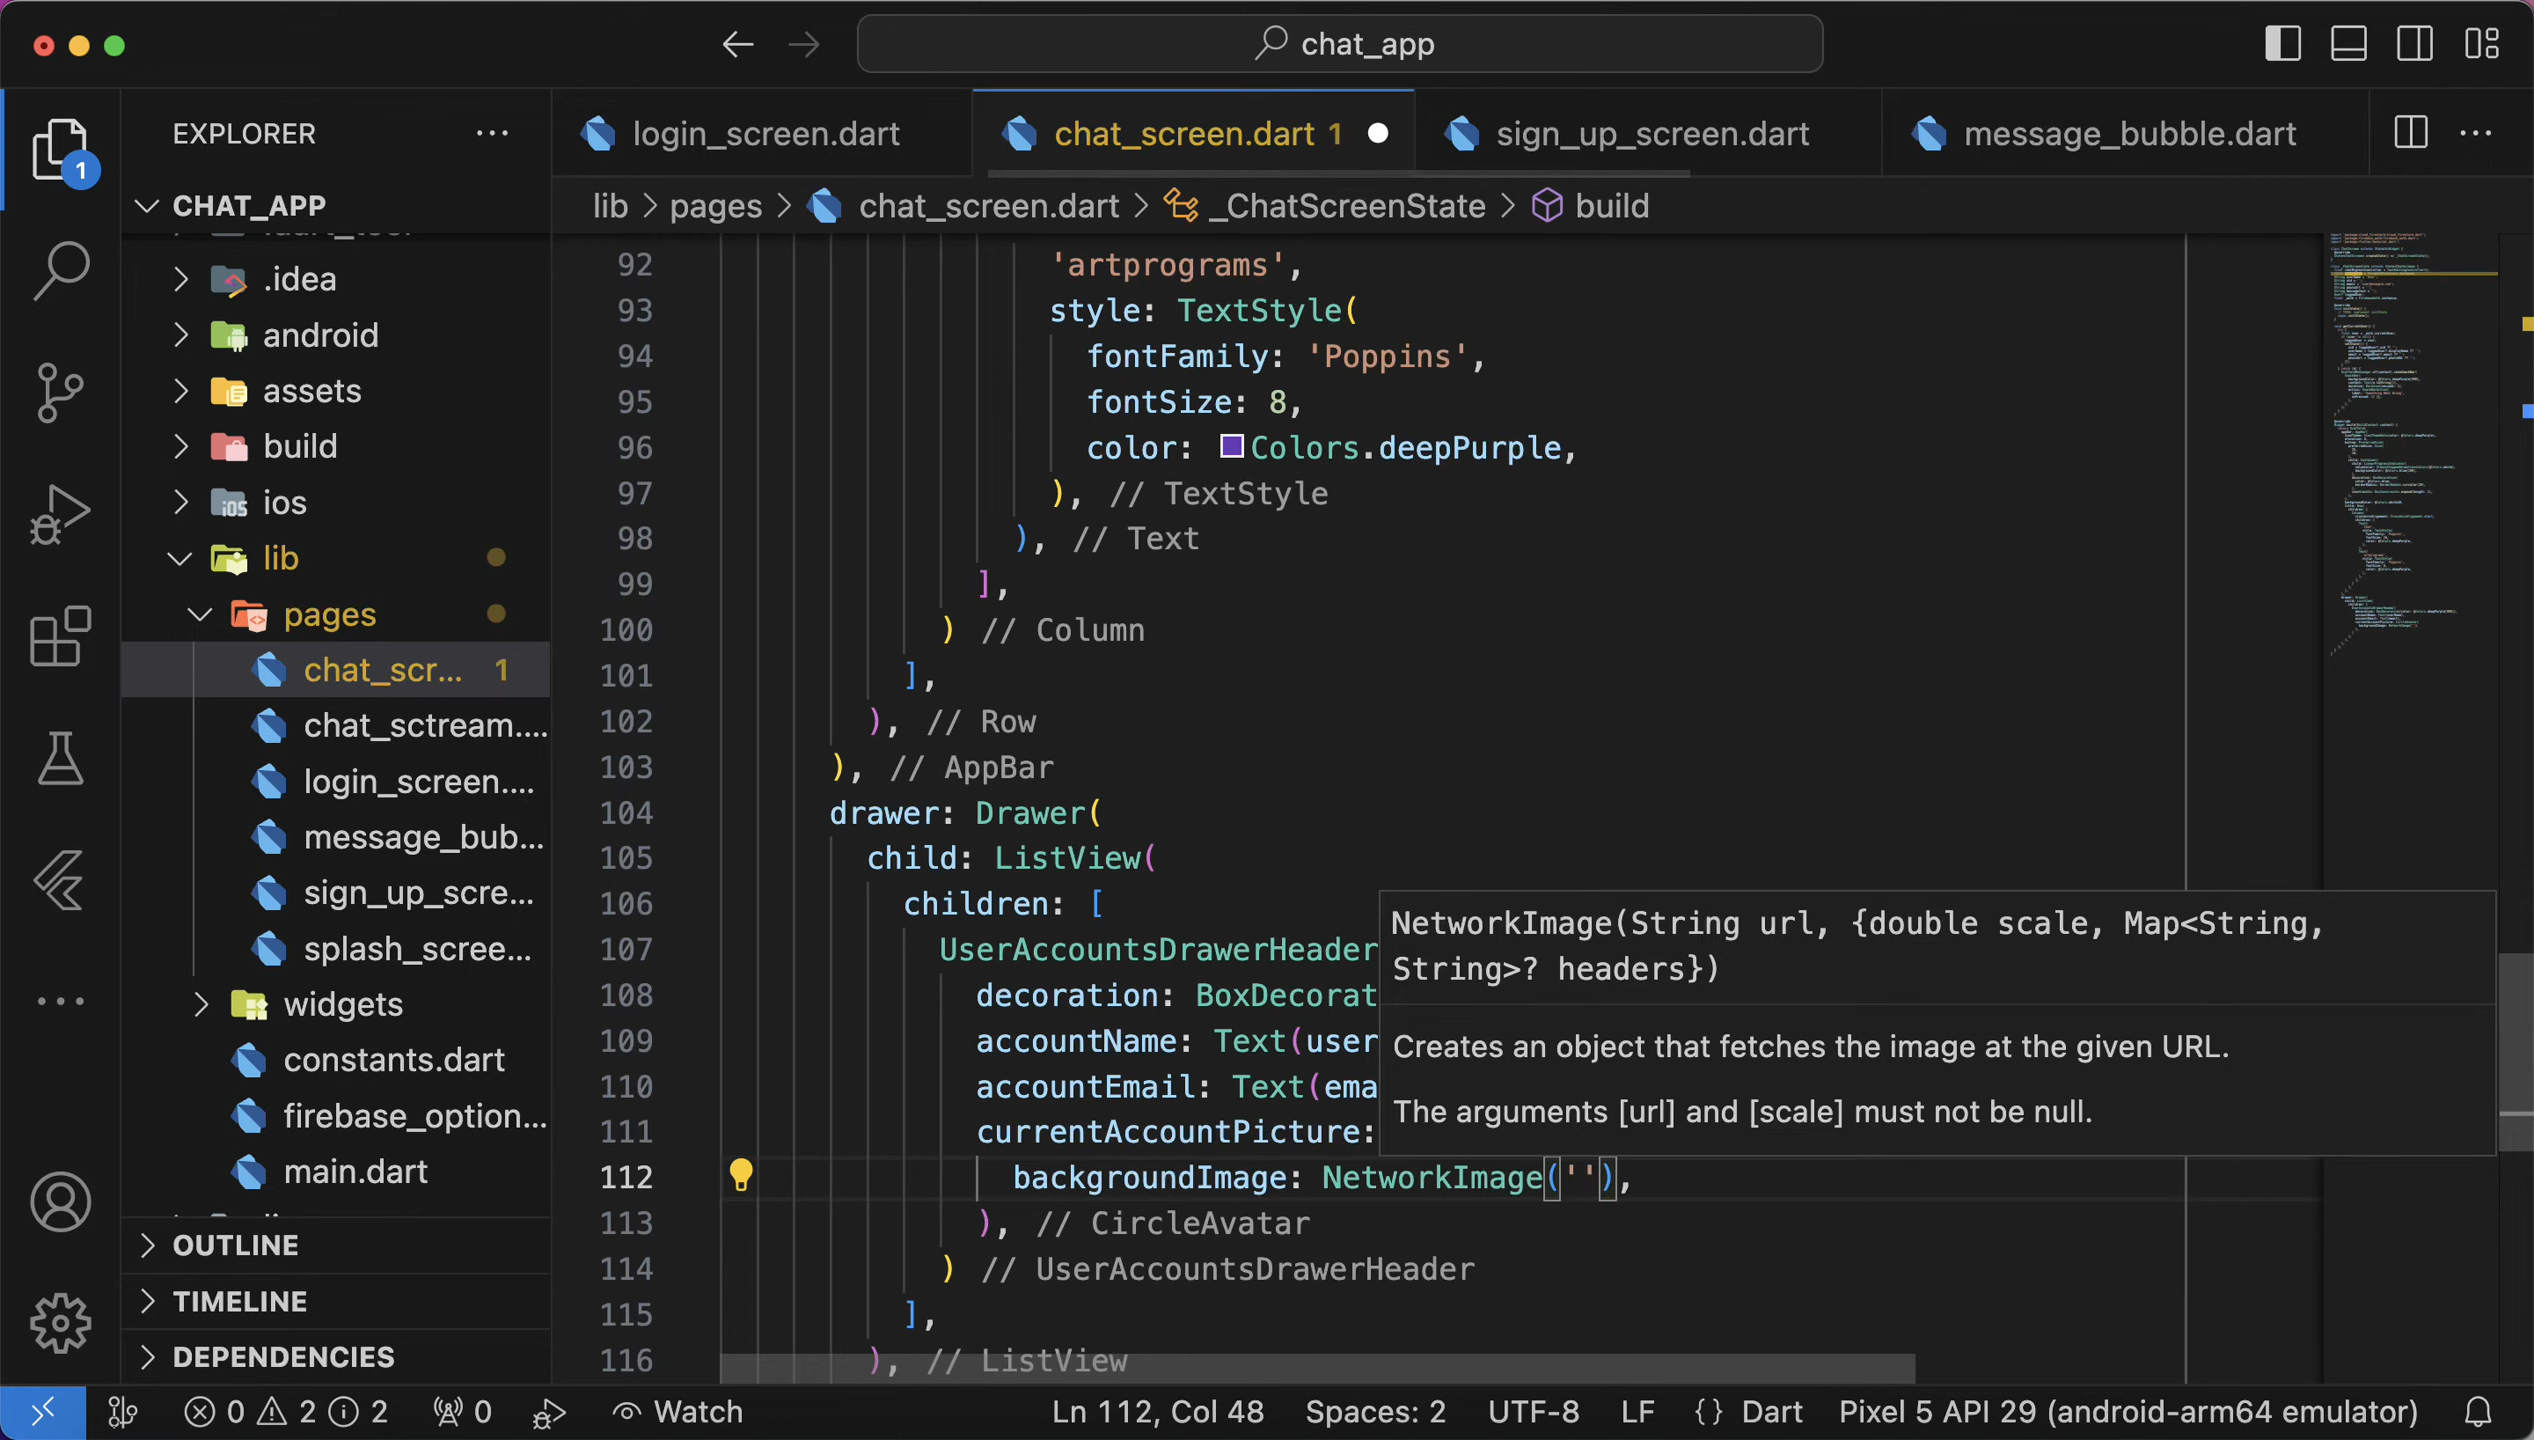 chat_app
EXPLORER
CHAT_APP
.idea
android
assets
build
ios
lib
pages
chat_scr... 1
chat_sctream....
login_screen....
message_bub...
sign_up_scre...
splash_scree...
widgets
constants.dart
firebase_option...
main.dart
OUTLINE
TIMELINE
DEPENDENCIES
1
login_screen.dart
chat_screen.dart 1
sign_up_screen.dart
message_bubble.dart
lib > pages > chat_screen.dart > _ChatScreenState > build
92 'artprograms',
93 style: TextStyle(
94 fontFamily: 'Poppins',
95 fontSize: 8,
96 color: Colors.deepPurple,
97 ), // TextStyle
98 ), // Text
99 ],
100 ) // Column
101 ],
102 ), // Row
103 ), // AppBar
104 drawer: Drawer(
105 child: ListView(
106 children: [
107 UserAccountsDrawerHeader
108 decoration: BoxDecorat
109 accountName: Text(user
110 accountEmail: Text(ema
111 currentAccountPicture:
112 backgroundImage: NetworkImage(''),
113 ), // CircleAvatar
114 ) // UserAccountsDrawerHeader
115 ],
116 ), // ListView
NetworkImage(String url, {double scale, Map<String,
String>? headers})
Creates an object that fetches the image at the given URL.
The arguments [url] and [scale] must not be null.
0 2 2 0 Watch Ln 112, Col 48 Spaces: 2 UTF-8 LF {} Dart Pixel 5 API 29 (android-arm64 emulator)